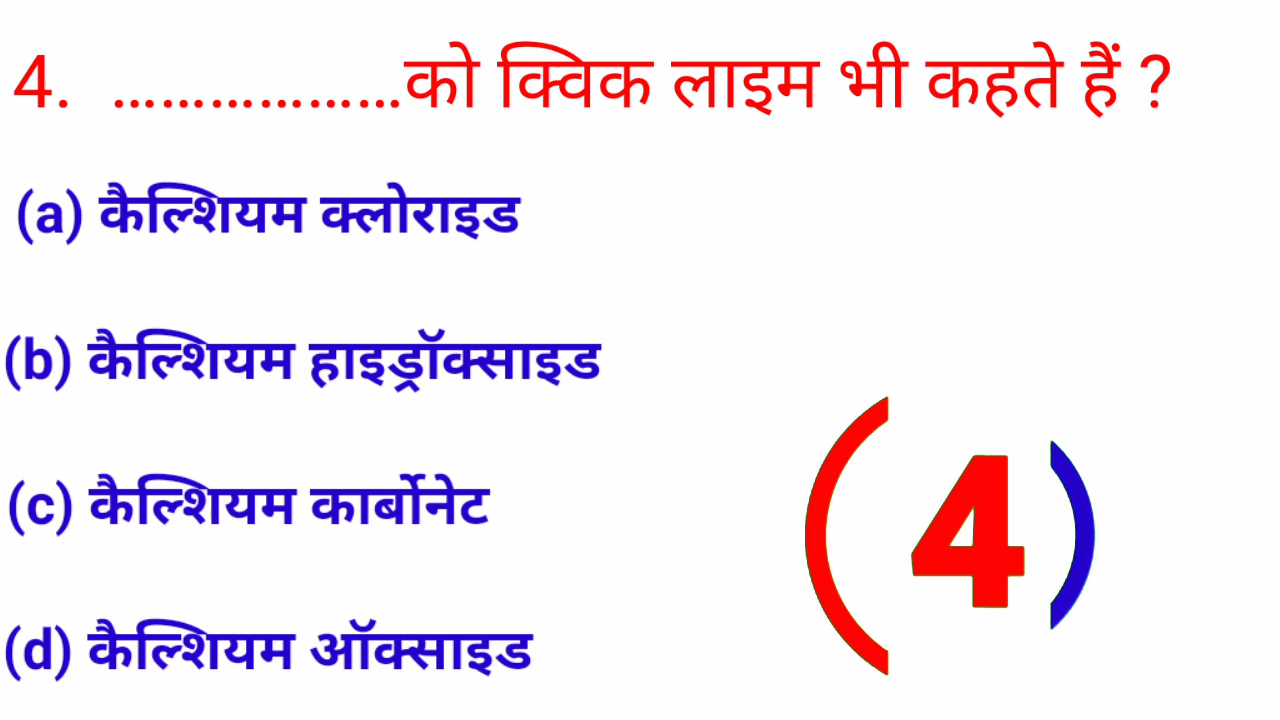 4. ..................को क्विक लाइम भी कहते हैं ?
(a) कैल्शियम क्लोराइड
(b) कैल्शियम हाइड्रॉक्साइड
(c) कैल्शियम कार्बोनेट
(d) कैल्शियम ऑक्साइड
(4)